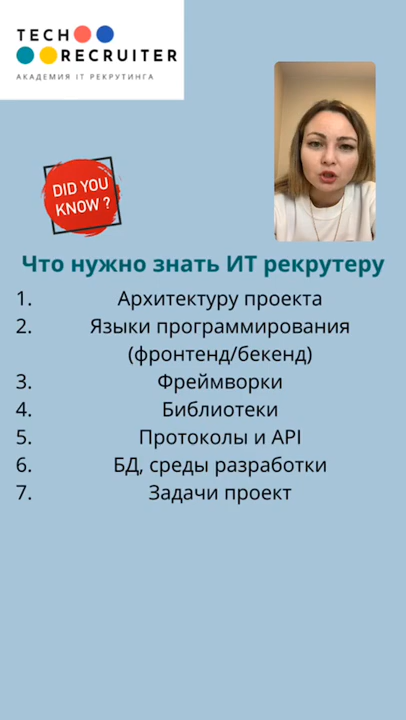 TECH
RECRUITER
АКАДЕМИЯ IT РЕКРУТИНГА
DID YOU
KNOW ?
Что нужно знать ИТ рекрутеру
1. Архитектуру проекта
2. Языки программирования
(фронтенд/бекенд)
3. Фреймворки
4. Библиотеки
5. Протоколы и API
6. БД, среды разработки
7. Задачи проект